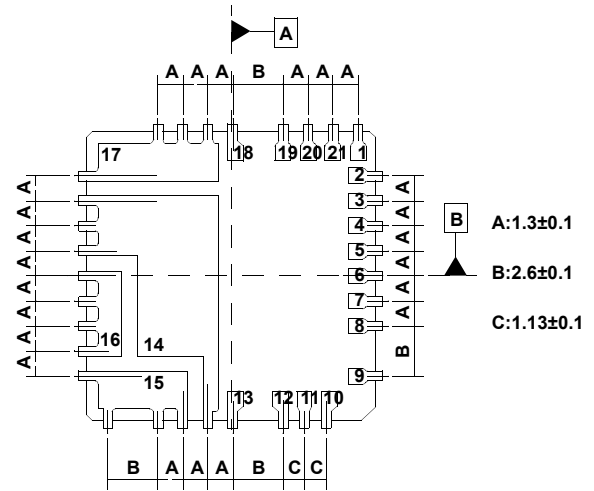 A
A A A B A A A
17 18 19 20 21 1
2
A 3 A
A 4 A B A:1.3±0.1
A 5 A
A 6 A B:2.6±0.1
A 7 A
A 16 14 8 C:1.13±0.1
A 15 9 B
13 12 11 10
B A A A B C C